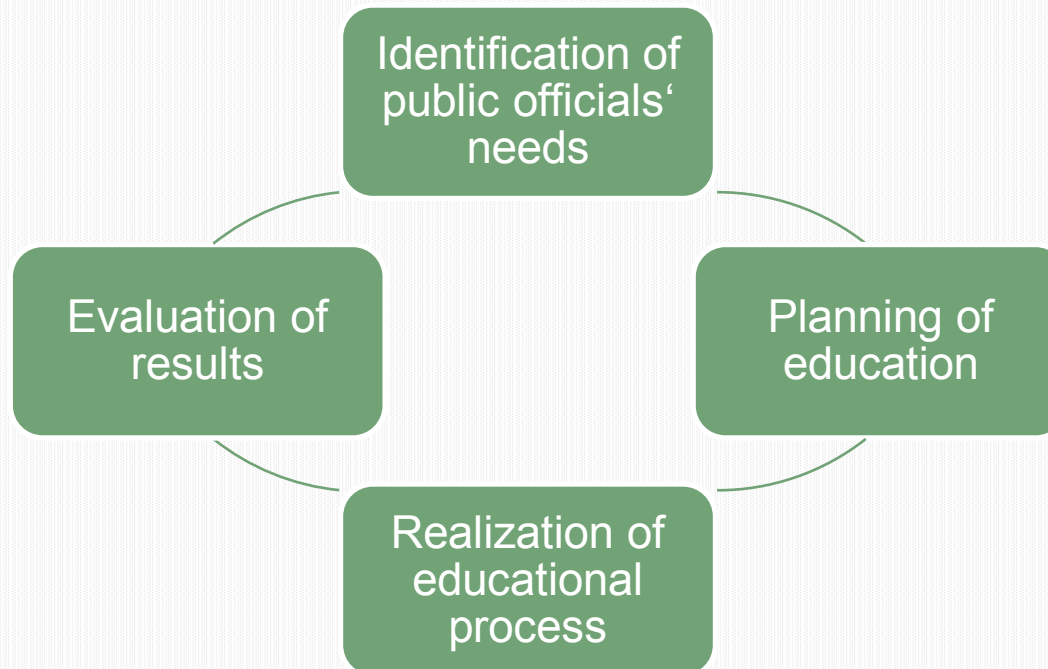 Identification of
public officials‘
needs
Evaluation of
results
Planning of
education
Realization of
educational
process